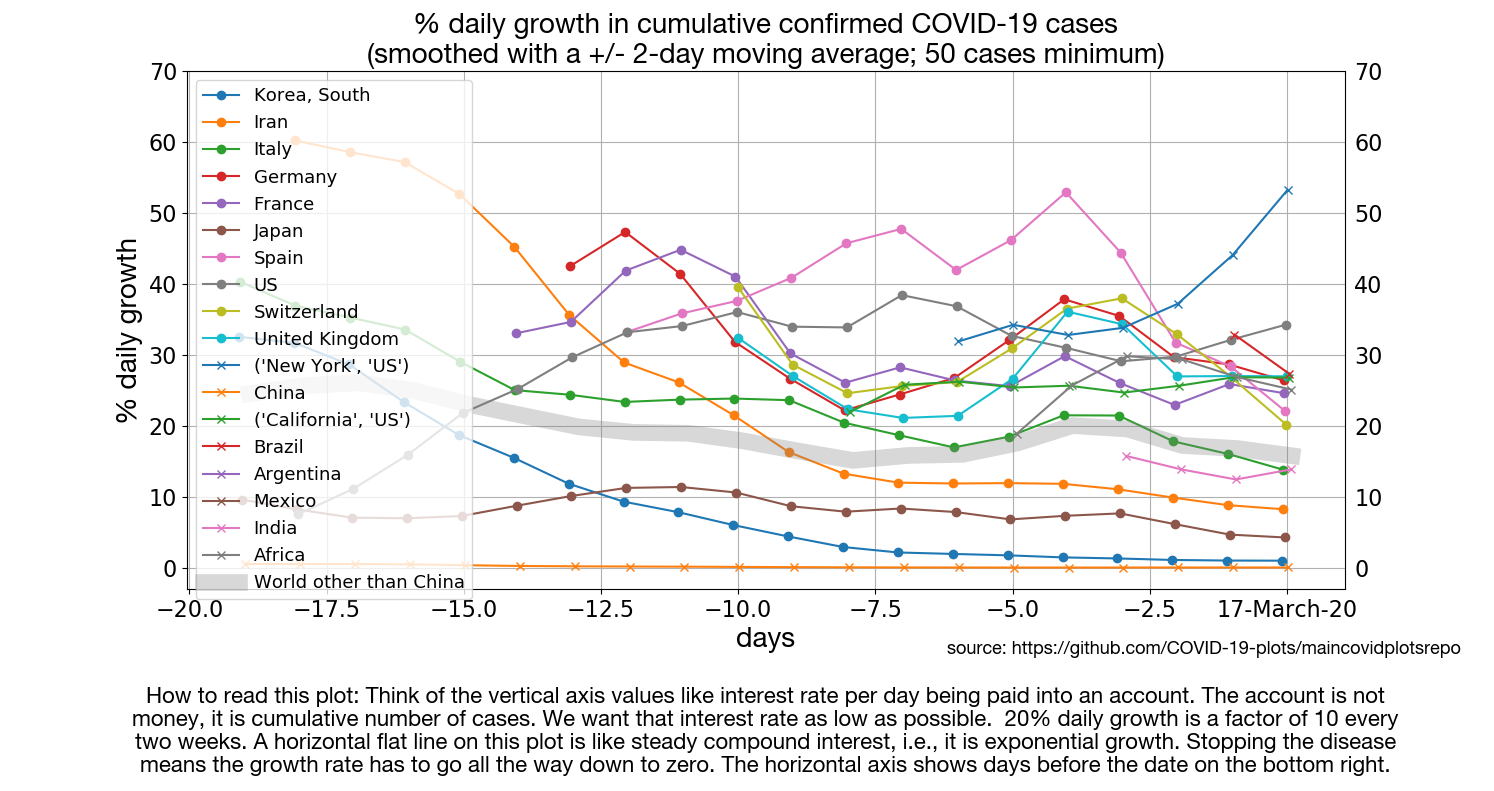 % daily growth in cumulative confirmed COVID-19 cases
(smoothed with a +/- 2-day moving average; 50 cases minimum)
70
60
50
40
30
20
10
0
% daily growth
Korea, South
Iran
Italy
Germany
France
Japan
Spain
US
Switzerland
United Kingdom
('New York', 'US')
China
('California', 'US')
Brazil
Argentina
Mexico
India
Africa
World other than China
70
60
50
40
30
20
10
0
−20.0 −17.5 −15.0 −12.5 −10.0 −7.5 −5.0 −2.5 17-March-20
days
source: https://github.com/COVID-19-plots/maincovidplotsrepo
How to read this plot: Think of the vertical axis values like interest rate per day being paid into an account. The account is not
money, it is cumulative number of cases. We want that interest rate as low as possible.  20% daily growth is a factor of 10 every
two weeks. A horizontal flat line on this plot is like steady compound interest, i.e., it is exponential growth. Stopping the disease
means the growth rate has to go all the way down to zero. The horizontal axis shows days before the date on the bottom right.